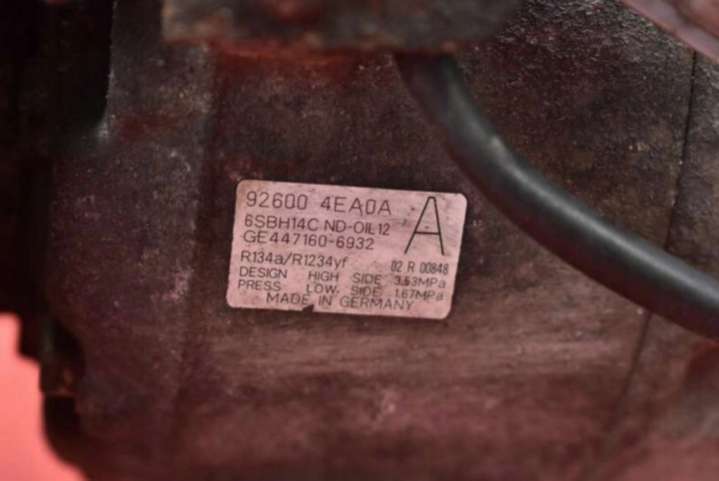 92600 4EA0A
A
6SBH14C ND-OIL12
GE447160-6932
R134a/R1234yf 02 R 00848
DESIGN HIGH SIDE 3.53MPa
PRESS LOW SIDE 1.67MPa
MADE IN GERMANY